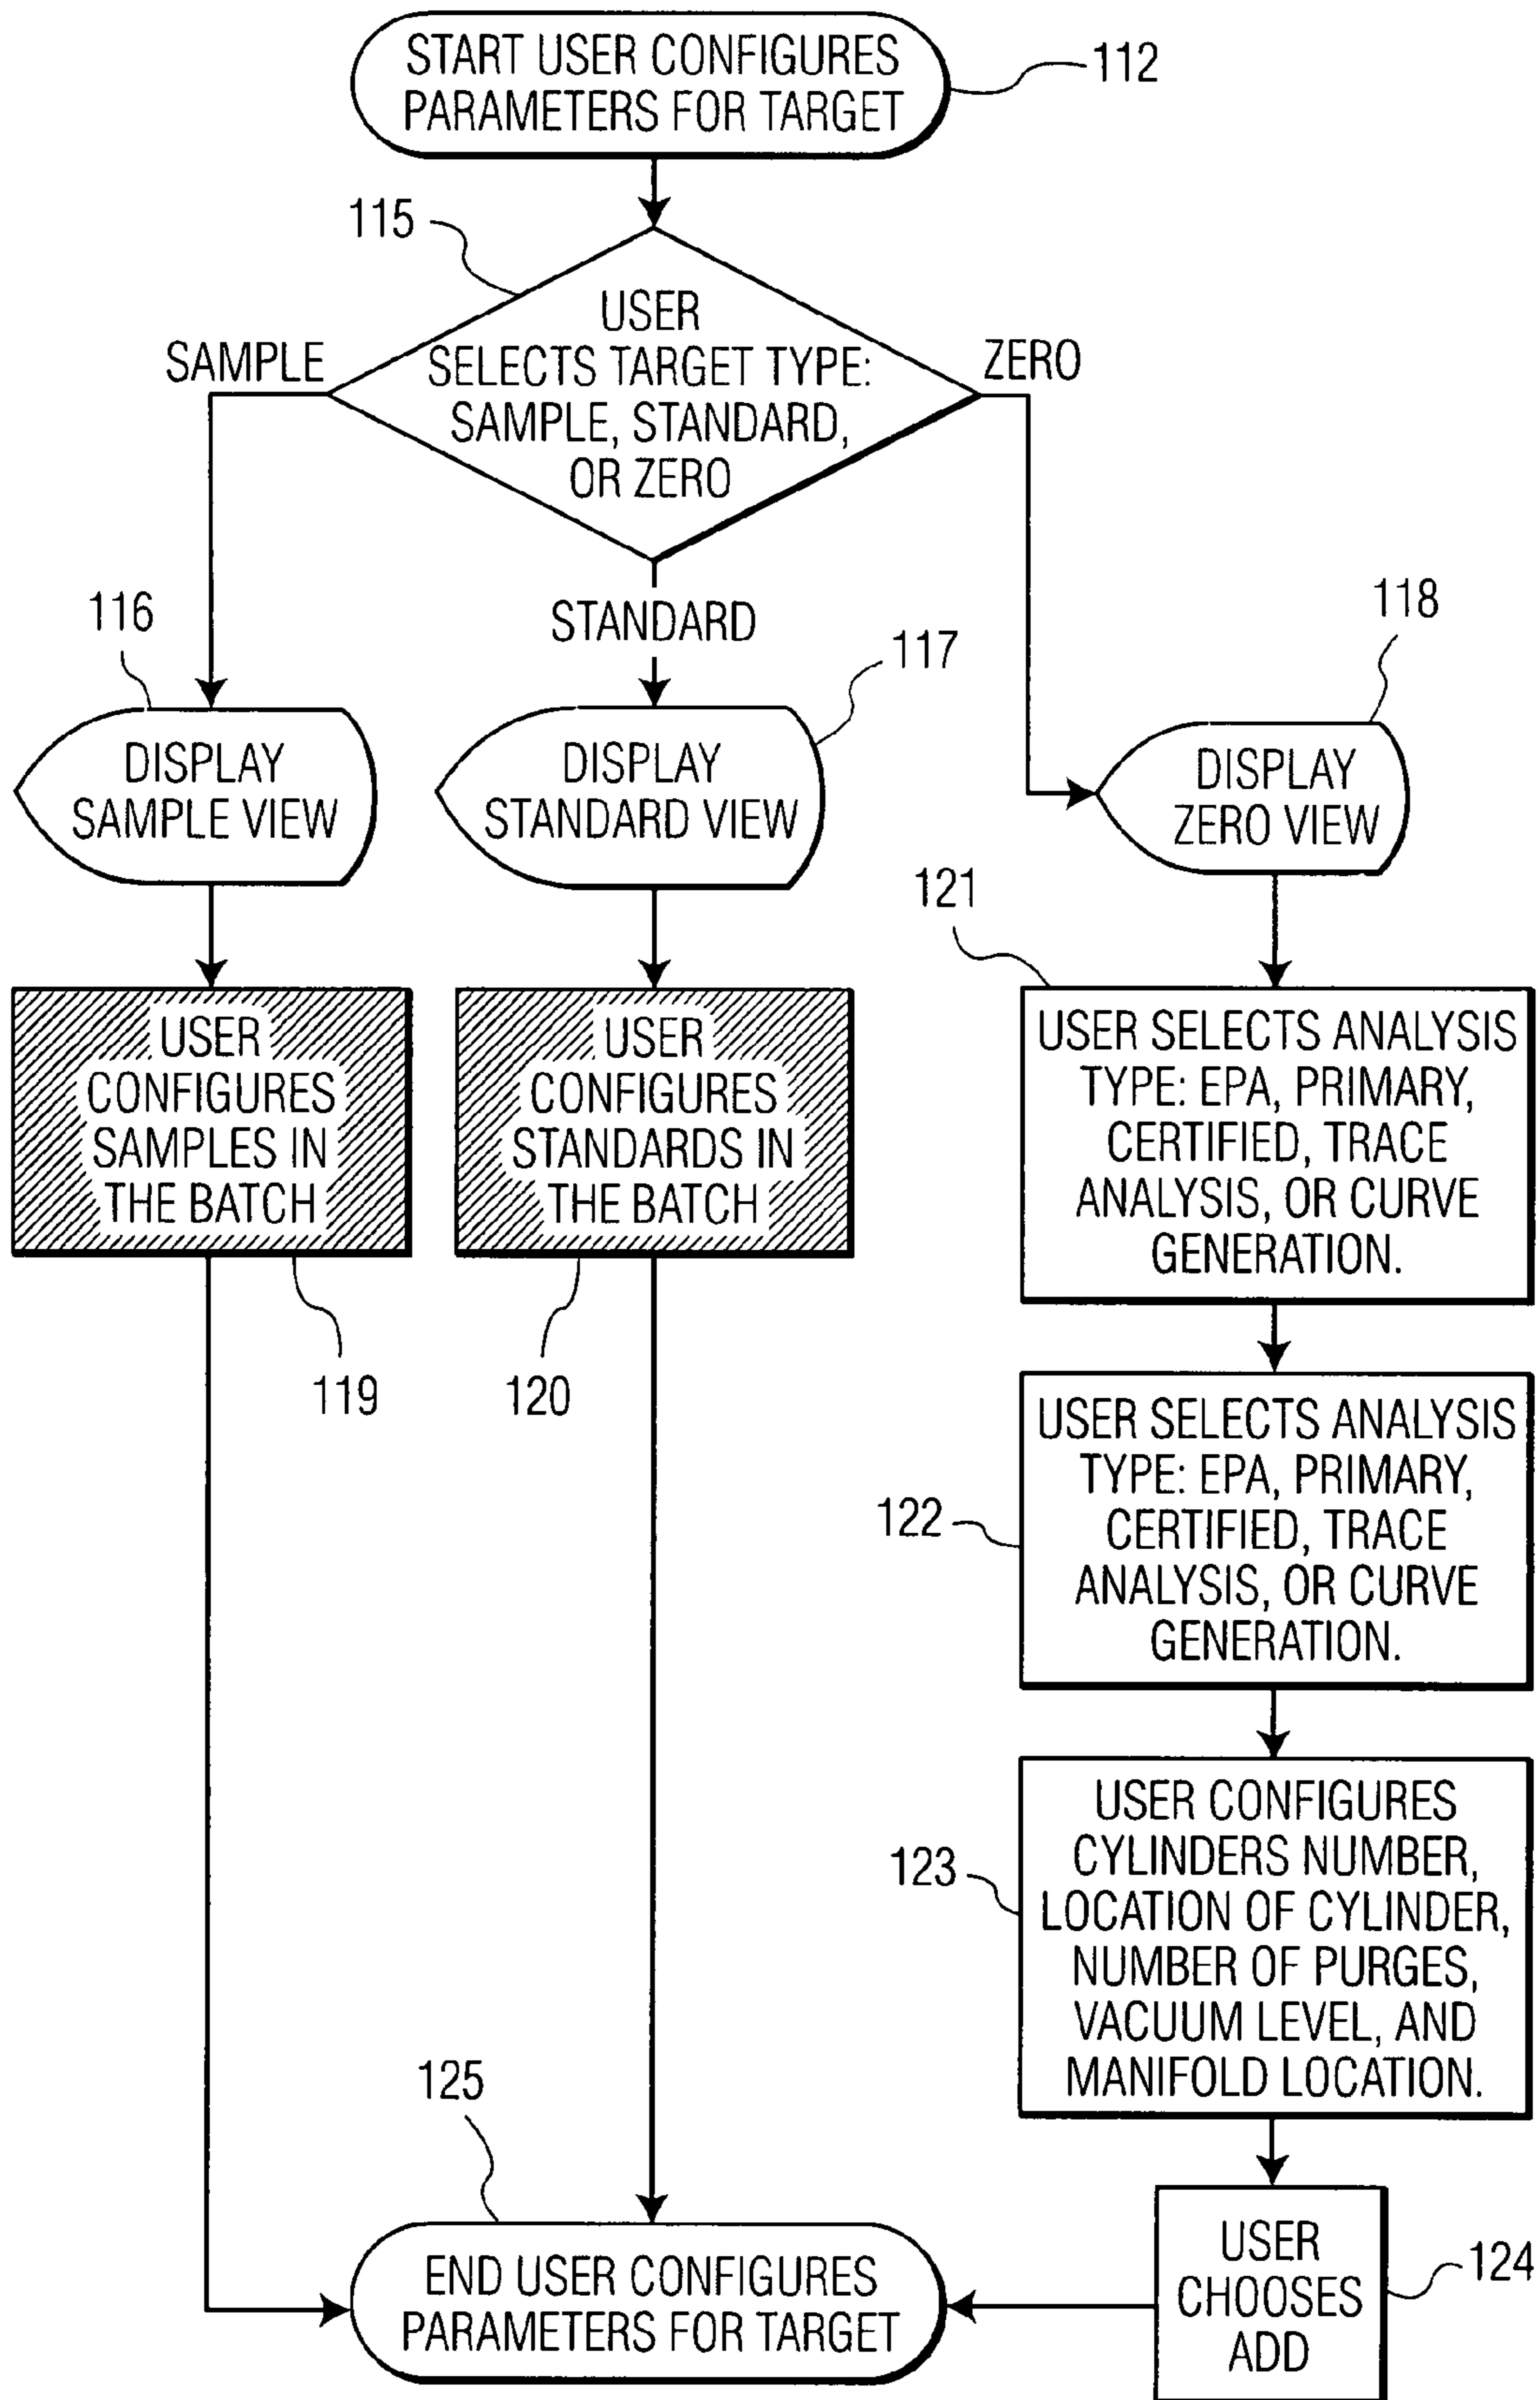 START USER CONFIGURES
PARAMETERS FOR TARGET
112
115
USER
SELECTS TARGET TYPE:
SAMPLE, STANDARD,
OR ZERO
SAMPLE
ZERO
STANDARD
116
117
118
DISPLAY
SAMPLE VIEW
DISPLAY
STANDARD VIEW
DISPLAY
ZERO VIEW
121
USER
CONFIGURES
SAMPLES IN
THE BATCH
119
USER
CONFIGURES
STANDARDS IN
THE BATCH
120
USER SELECTS ANALYSIS
TYPE: EPA, PRIMARY,
CERTIFIED, TRACE
ANALYSIS, OR CURVE
GENERATION.
122
USER SELECTS ANALYSIS
TYPE: EPA, PRIMARY,
CERTIFIED, TRACE
ANALYSIS, OR CURVE
GENERATION.
123
USER CONFIGURES
CYLINDERS NUMBER,
LOCATION OF CYLINDER,
NUMBER OF PURGES,
VACUUM LEVEL, AND
MANIFOLD LOCATION.
125
END USER CONFIGURES
PARAMETERS FOR TARGET
USER
CHOOSES
ADD
124